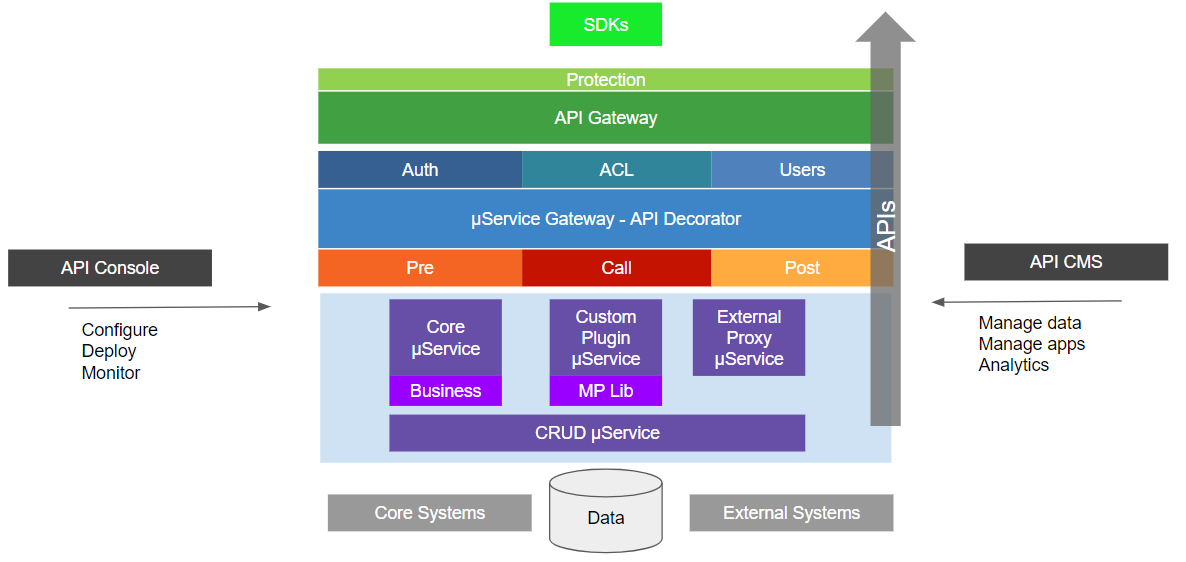 SDKs
Protection
API Gateway
Auth
ACL
Users
µService Gateway - API Decorator
APIs
API Console
Pre
Call
Post
API CMS
Configure
Deploy
Monitor
Core
µService
Business
Custom
Plugin
µService
MP Lib
External
Proxy
µService
Manage data
Manage apps
Analytics
CRUD µService
Core Systems
Data
External Systems